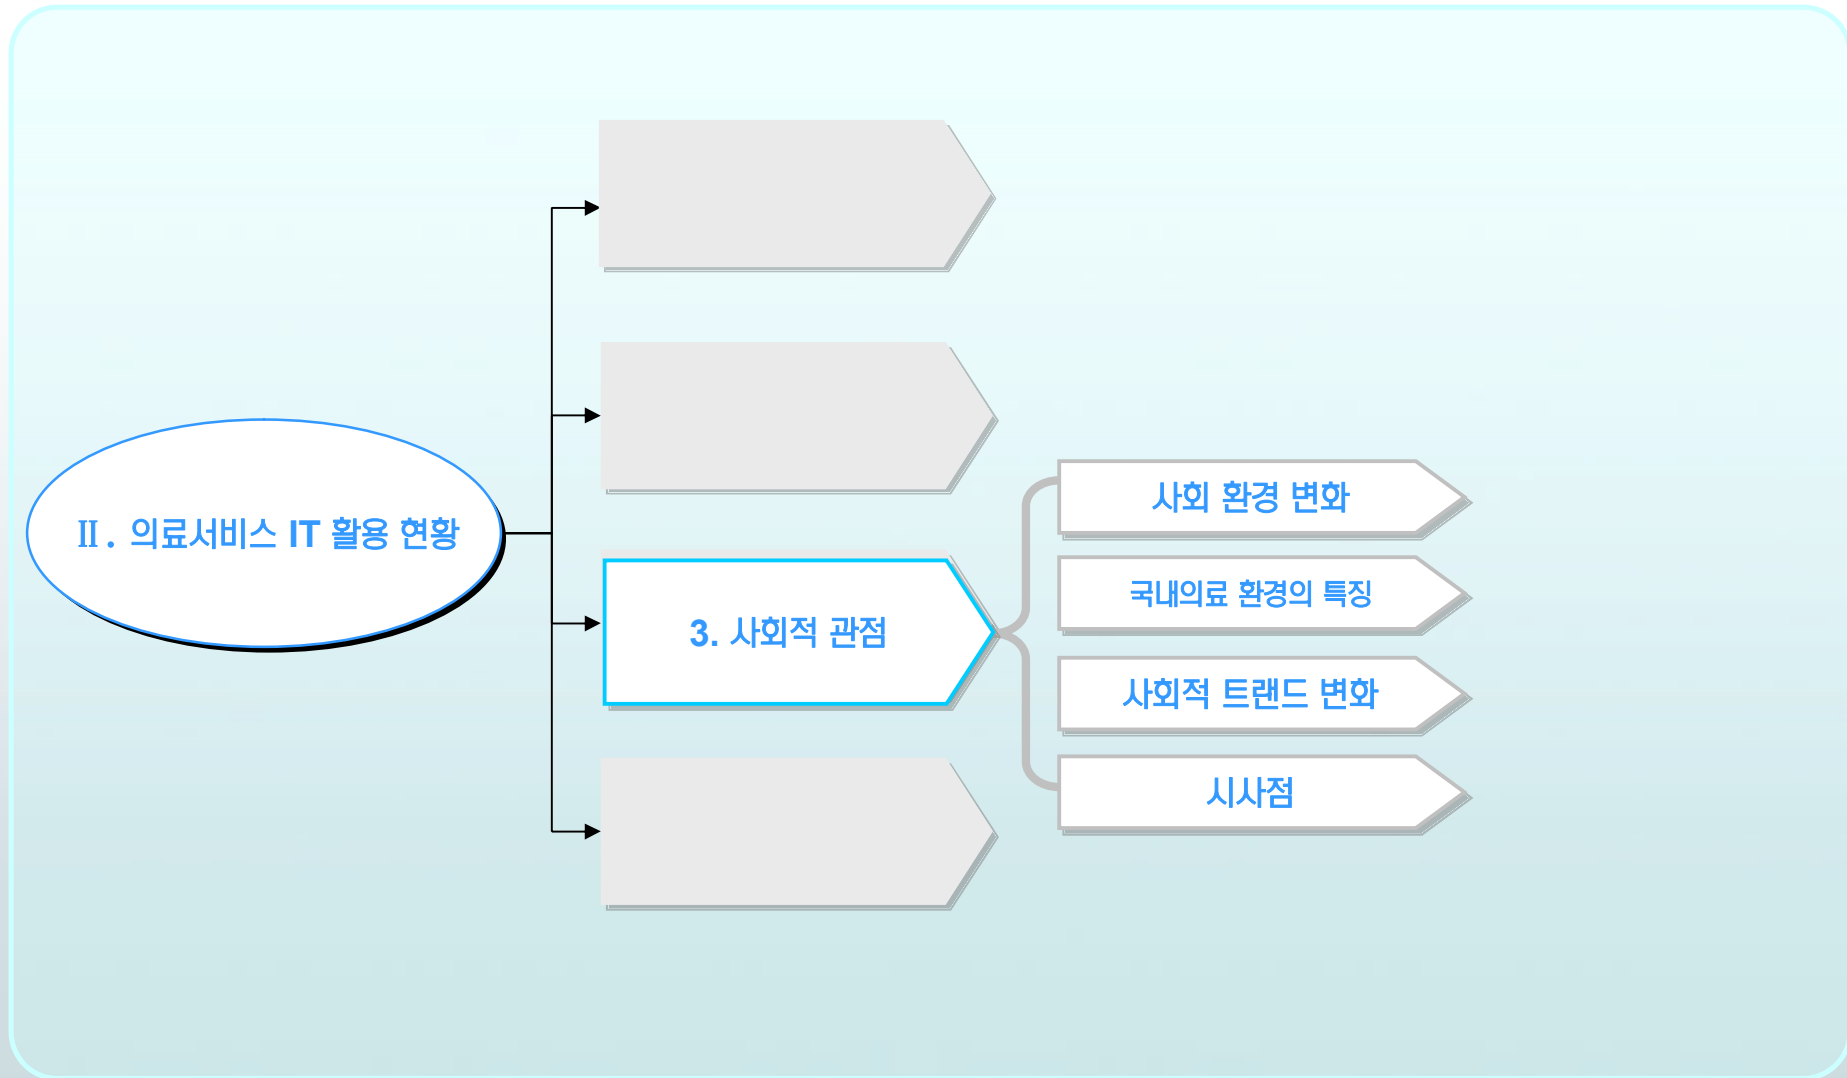 Ⅱ. 의료서비스 IT 활용 현황
3. 사회적 관점
사회 환경 변화
국내의료 환경의 특징
사회적 트랜드 변화
시사점